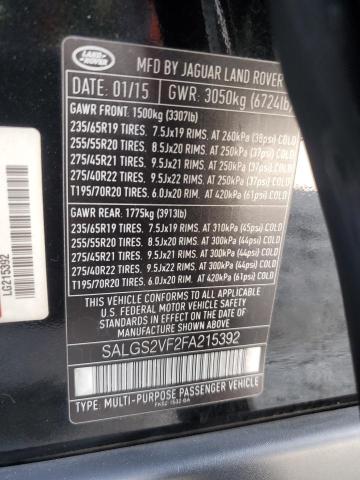 LAND-ROVER
MFD BY JAGUAR LAND ROVER
DATE: 01/15 GWR: 3050kg (6724lb
GAWR FRONT: 1500kg (3307lb)
235/65R19 TIRES. 7.5Jx19 RIMS. AT 260kPa (38psi) COLD
255/55R20 TIRES. 8.5Jx20 RIMS. AT 250kPa (37psi) COLD
275/45R21 TIRES. 9.5Jx21 RIMS. AT 250kPa (37psi) COLD
275/40R22 TIRES. 9.5Jx22 RIMS. AT 250kPa (37psi) COLD
T195/70R20 TIRES. 6.0Jx20 RIMS. AT 420kPa (61psi) COLD
GAWR REAR: 1775kg (3913lb)
235/65R19 TIRES. 7.5Jx19 RIMS. AT 310kPa (45psi) COLD
255/55R20 TIRES. 8.5Jx20 RIMS. AT 300kPa (44psi) COLD
275/45R21 TIRES. 9.5Jx21 RIMS. AT 300kPa (44psi) COLD
275/40R22 TIRES. 9.5Jx22 RIMS. AT 300kPa (44psi) COLD
T195/70R20 TIRES. 6.0Jx20 RIMS. AT 420kPa (61psi) COLD
THIS VEHICLE CONFORMS TO ALL APPLICABLE
FEDERAL MOTOR VEHICLE SAFETY AND
THEFT PREVENTION STANDARDS IN EFFECT ON
THE DATE OF MANUFACTURE SHOWN ABOVE.
SALGS2VF2FA215392
TYPE: MULTI-PURPOSE PASSENGER VEHICLE
LG215392